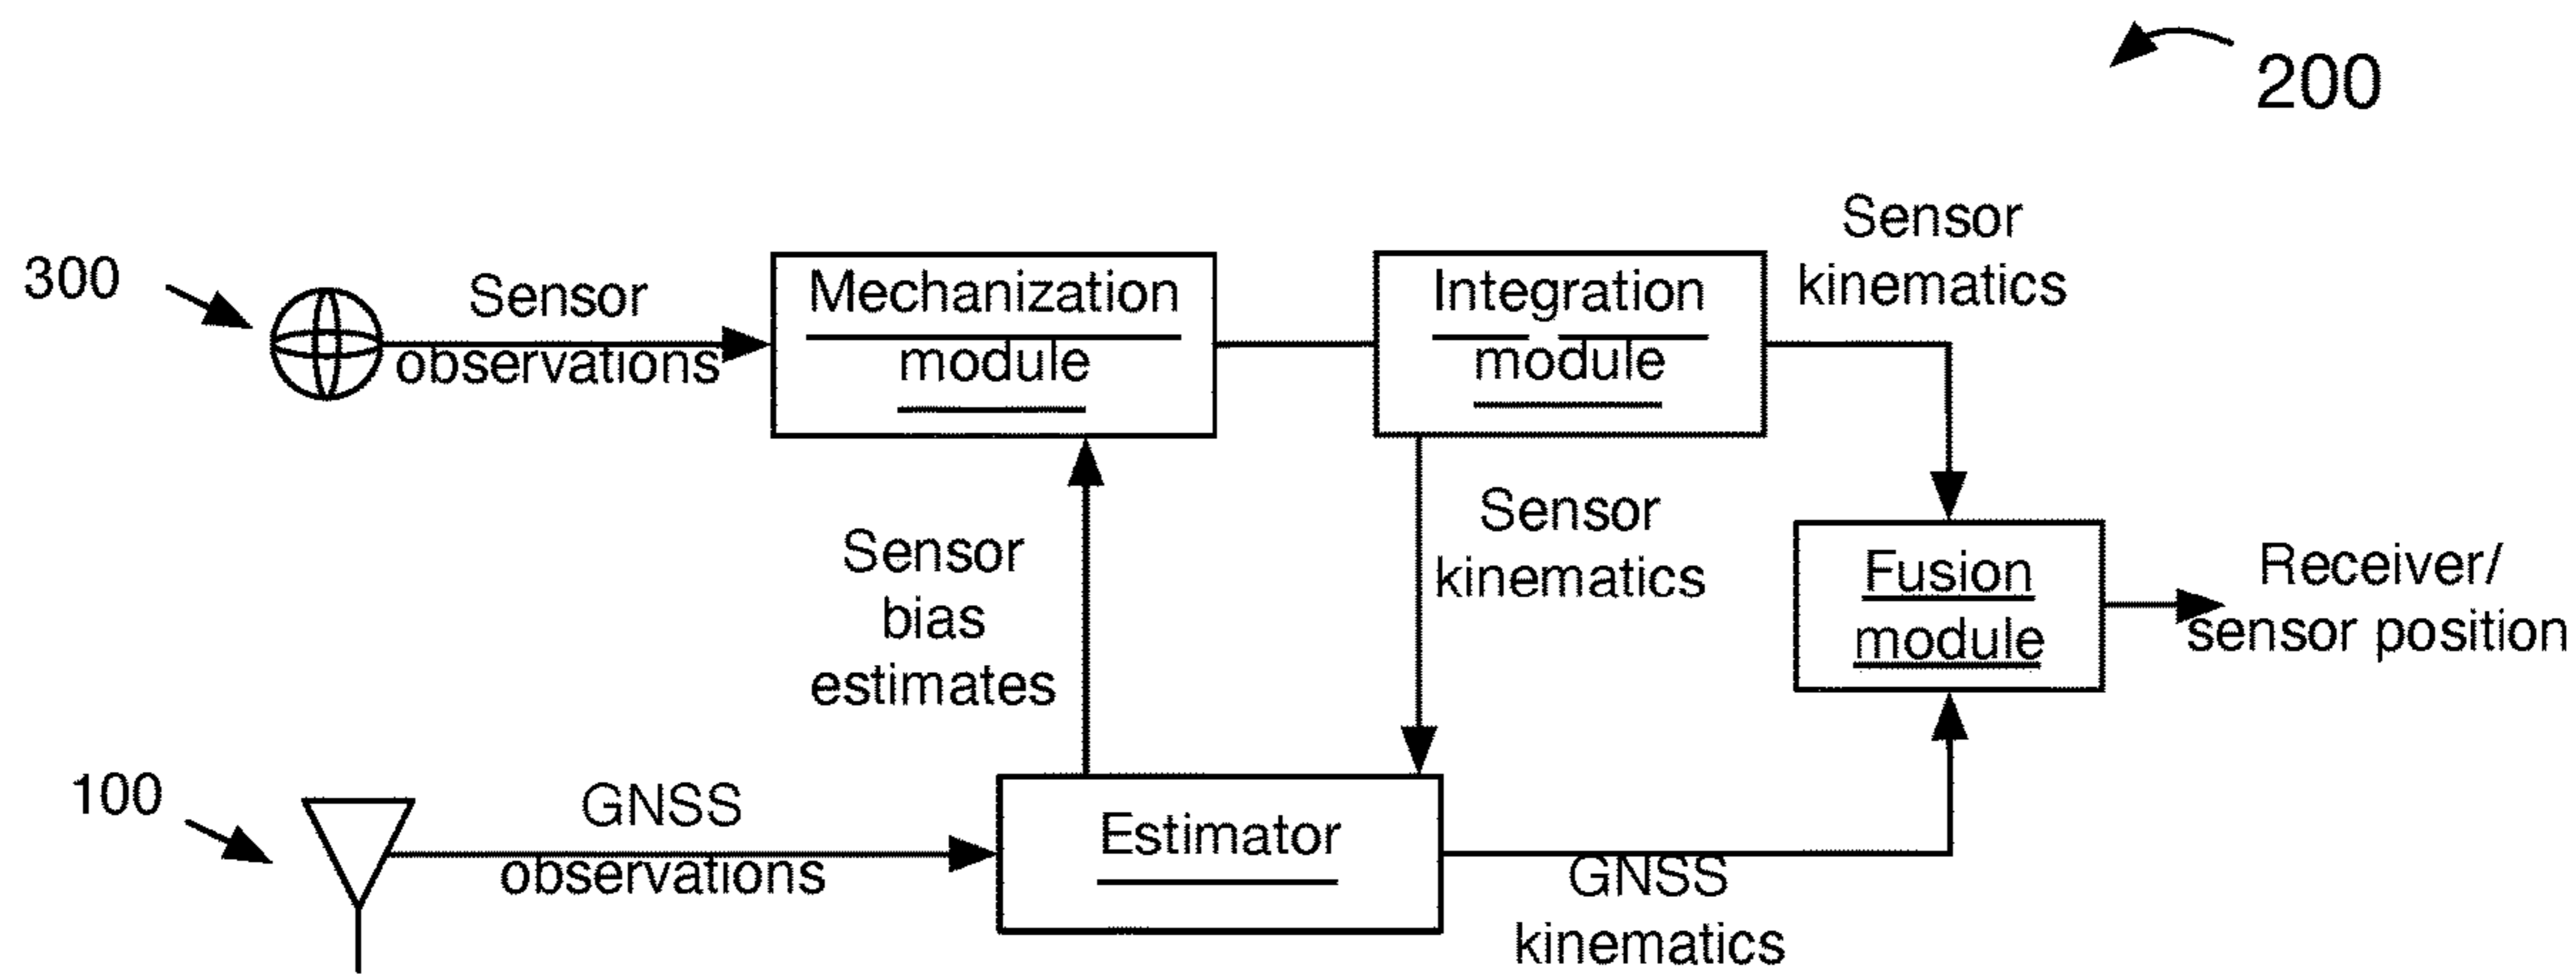 200
Sensor
kinematics
300
Sensor
observations
Mechanization
module
Integration
module
Sensor
kinematics
Sensor
bias
estimates
Fusion
module
Receiver/
sensor position
100
GNSS
observations
Estimator
GNSS
kinematics